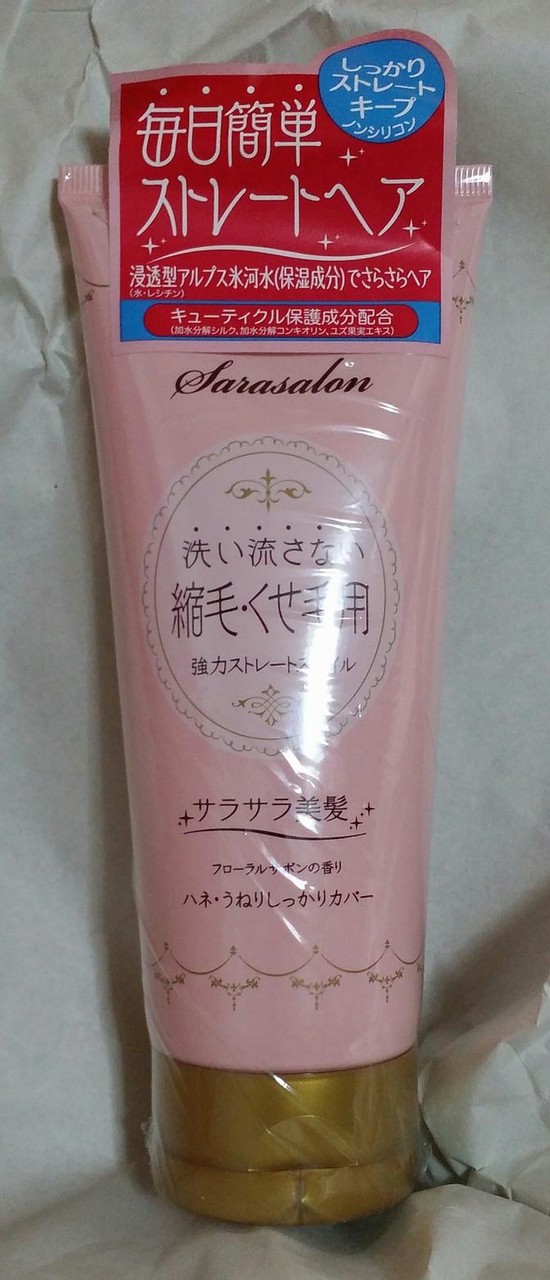 しっかり
ストレート
キープ
ノンシリコン
毎日簡単
ストレートヘア
浸透型アルプス氷河水(保湿成分)でさらさらヘア
(水・レシチン)
キューティクル保護成分配合
(加水分解シルク、加水分解コンキオリン、ユズ果実エキス)
Sarasalon
洗い流さない
縮毛・くせ毛用
強力ストレート
サラサラ美髪
フローラルサボンの香り
ハネ・うねりしっかりカバー